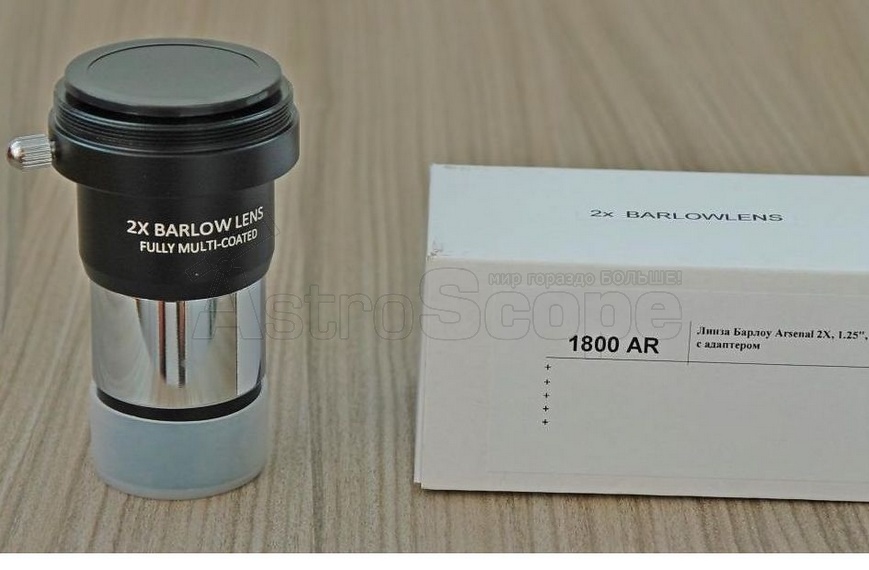 2X BARLOW LENS
FULLY MULTI-COATED
2x BARLOWLENS
мир гораздо БОЛЬШЕ!
AstroScope
1800 AR
Линза Барлоу Arsenal 2X, 1.25",
с адаптером
+
+
+
+
+